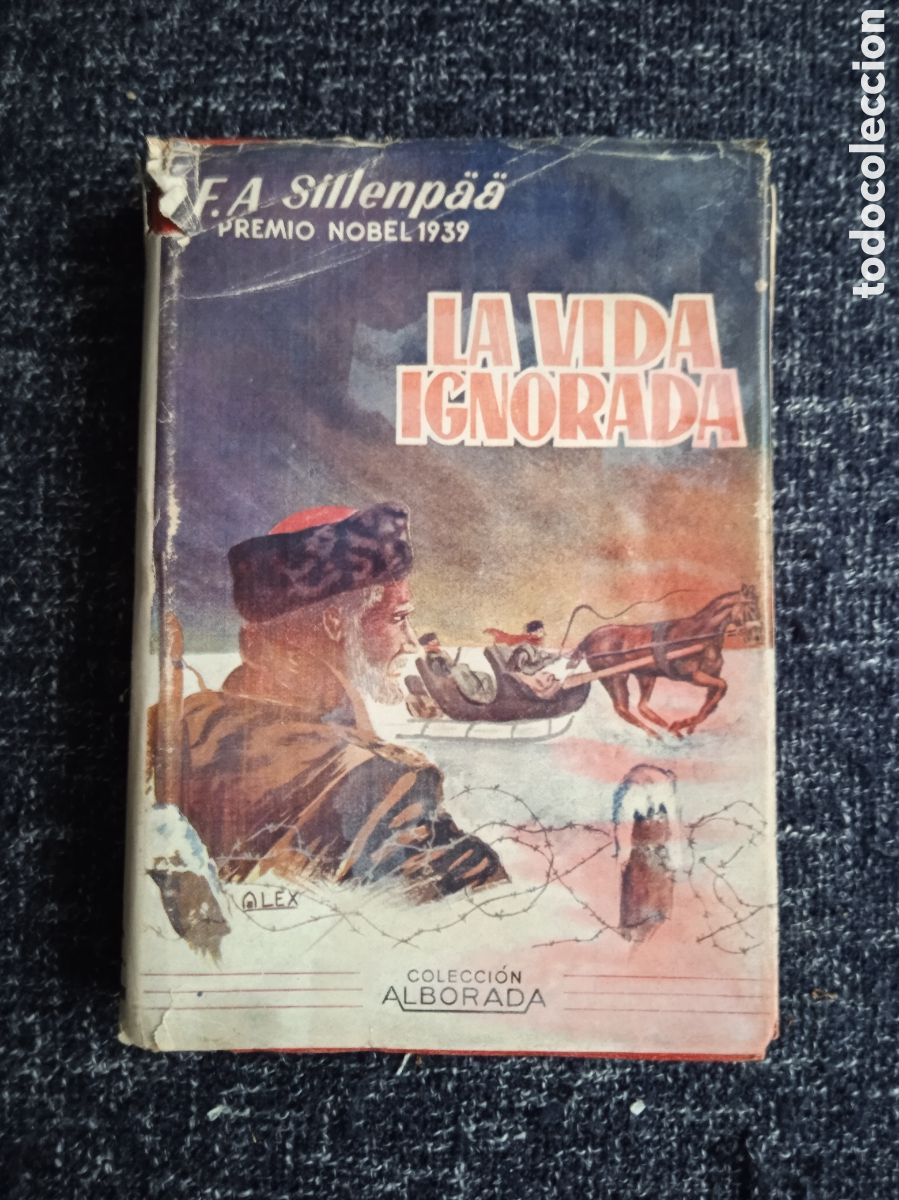 F.A Sillenpää
PREMIO NOBEL 1939
LA VIDA
IGNORADA
ALEX
COLECCIÓN
ALBORADA
todocoleccion